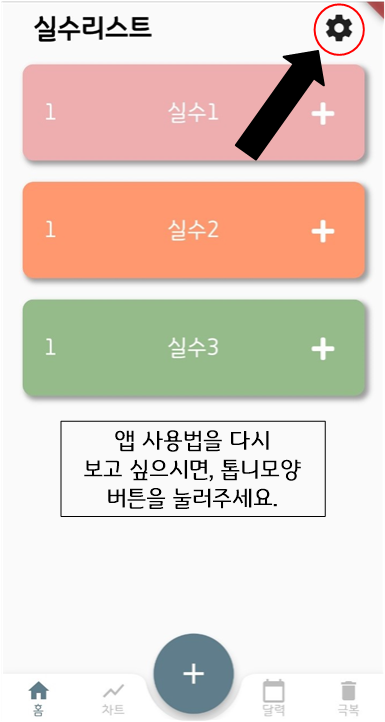 실수리스트
1 실수1 +
1 실수2 +
1 실수3 +
앱 사용법을 다시
보고 싶으시면, 톱니모양
버튼을 눌러주세요.
+
홈 차트 달력 극복